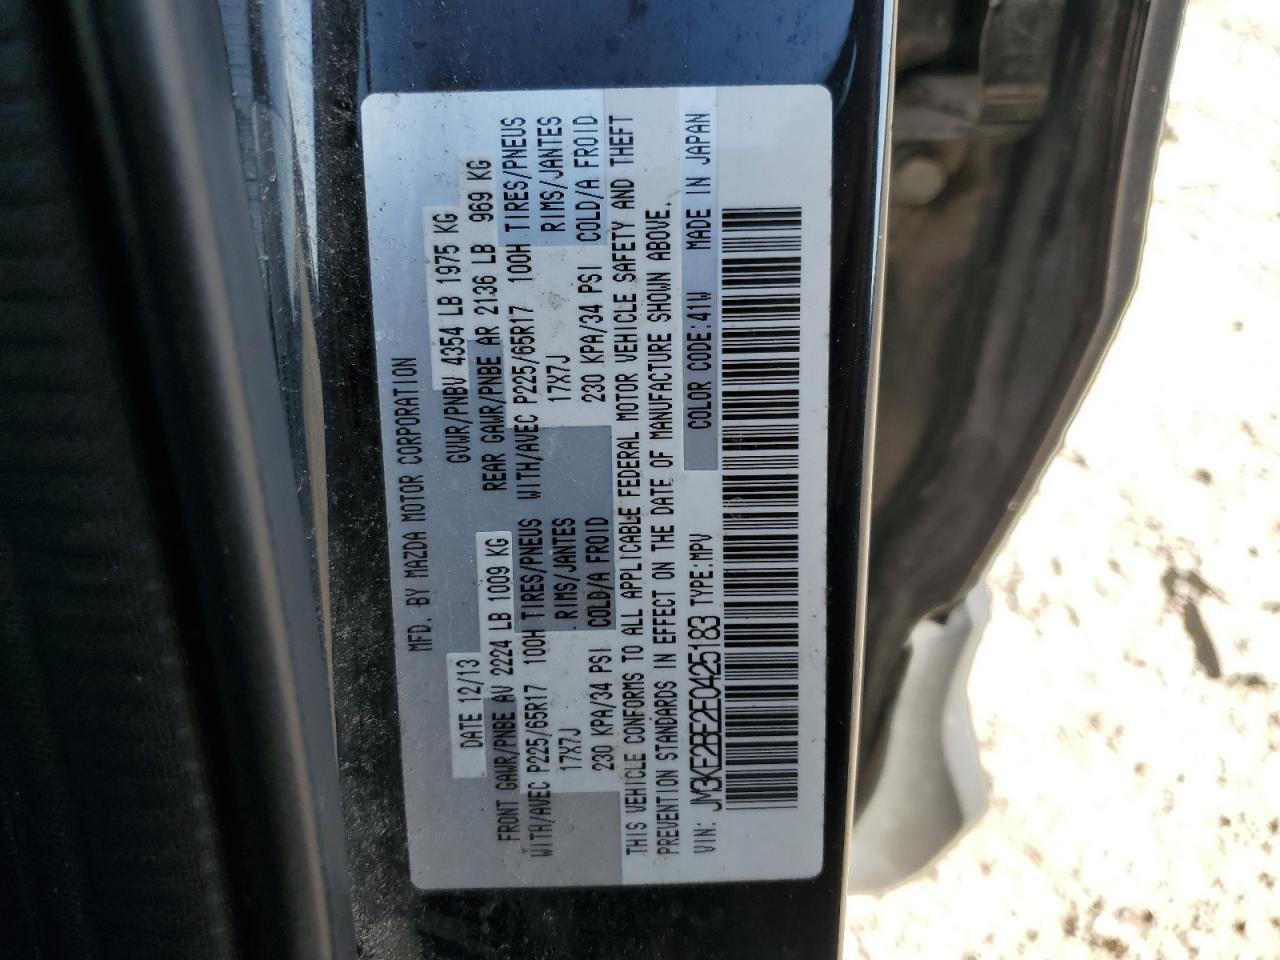 MFD. BY MAZDA MOTOR CORPORATION
DATE 12/13 GVWR/PNBV 4354 LB 1975 KG
FRONT GAWR/PNBE AV 2224 LB 1009 KG REAR GAWR/PNBE AR 2136 LB 969 KG
WITH/AVEC P225/65R17 100H TIRES/PNEUS WITH/AVEC P225/65R17 100H TIRES/PNEUS
17X7J RIMS/JANTES 17X7J RIMS/JANTES
230 KPA/34 PSI COLD/A FROID 230 KPA/34 PSI COLD/A FROID
THIS VEHICLE CONFORMS TO ALL APPLICABLE FEDERAL MOTOR VEHICLE SAFETY AND THEFT
PREVENTION STANDARDS IN EFFECT ON THE DATE OF MANUFACTURE SHOWN ABOVE.
VIN: JM3KE2BE2E0425183 TYPE:MPV COLOR CODE:41W MADE IN JAPAN